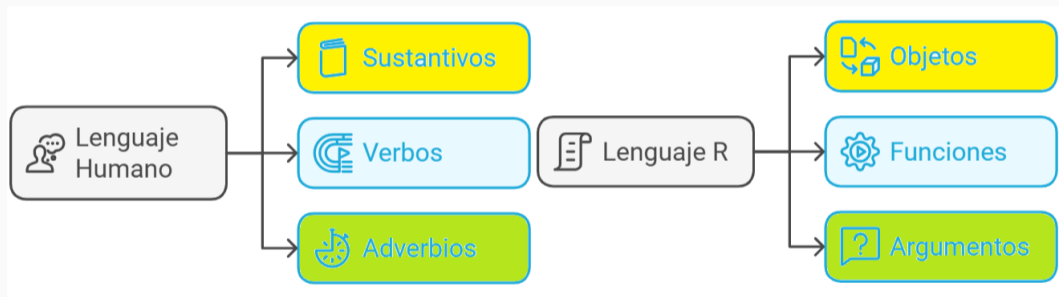 Lenguaje
Humano
Sustantivos
Verbos
Adverbios
Lenguaje R
Objetos
Funciones
Argumentos